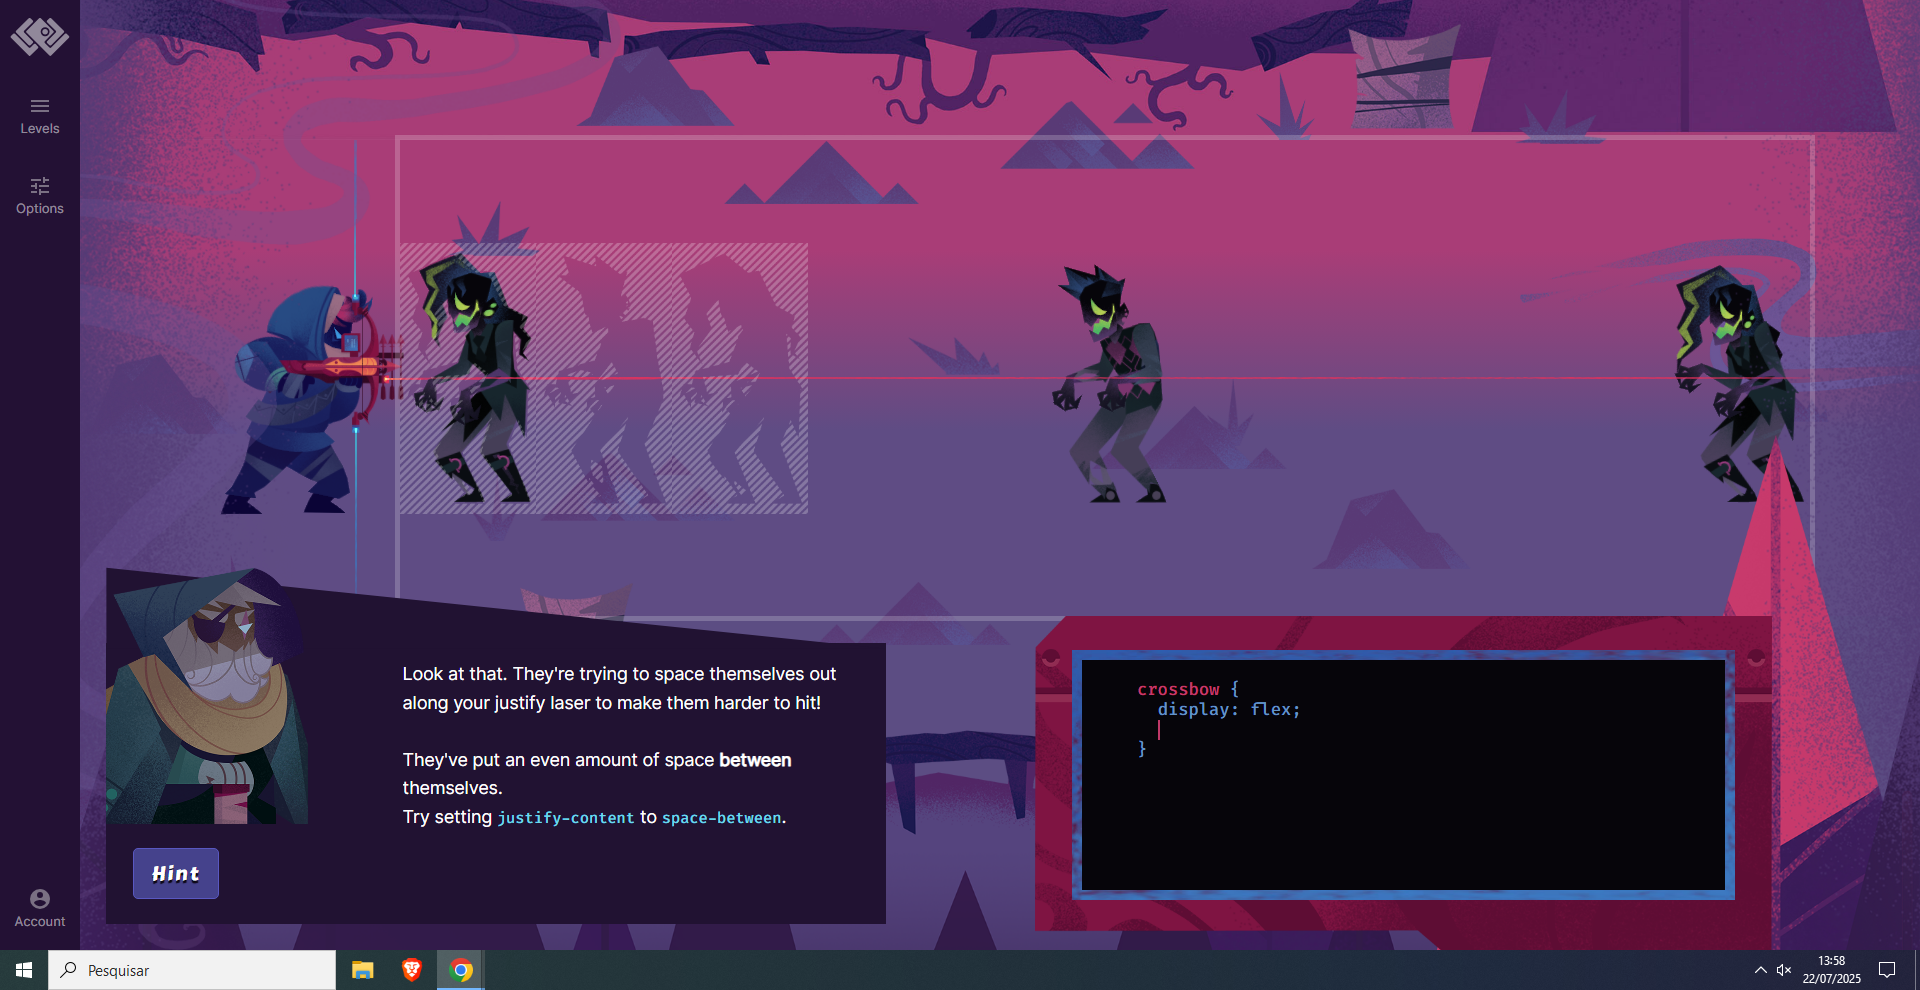 Levels
Options
Look at that. They're trying to space themselves out
along your justify laser to make them harder to hit!
They've put an even amount of space between
themselves.
Try setting justify-content to space-between.
Hint
crossbow {
display: flex;
}
Account
Pesquisar
13:58
22/07/2025